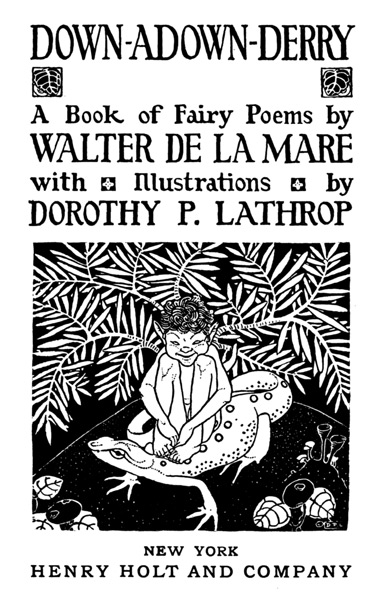 DOWN-ADOWN-DERRY
A Book of Fairy Poems by
WALTER DE LA MARE
with Illustrations by
DOROTHY P. LATHROP
NEW YORK
HENRY HOLT AND COMPANY